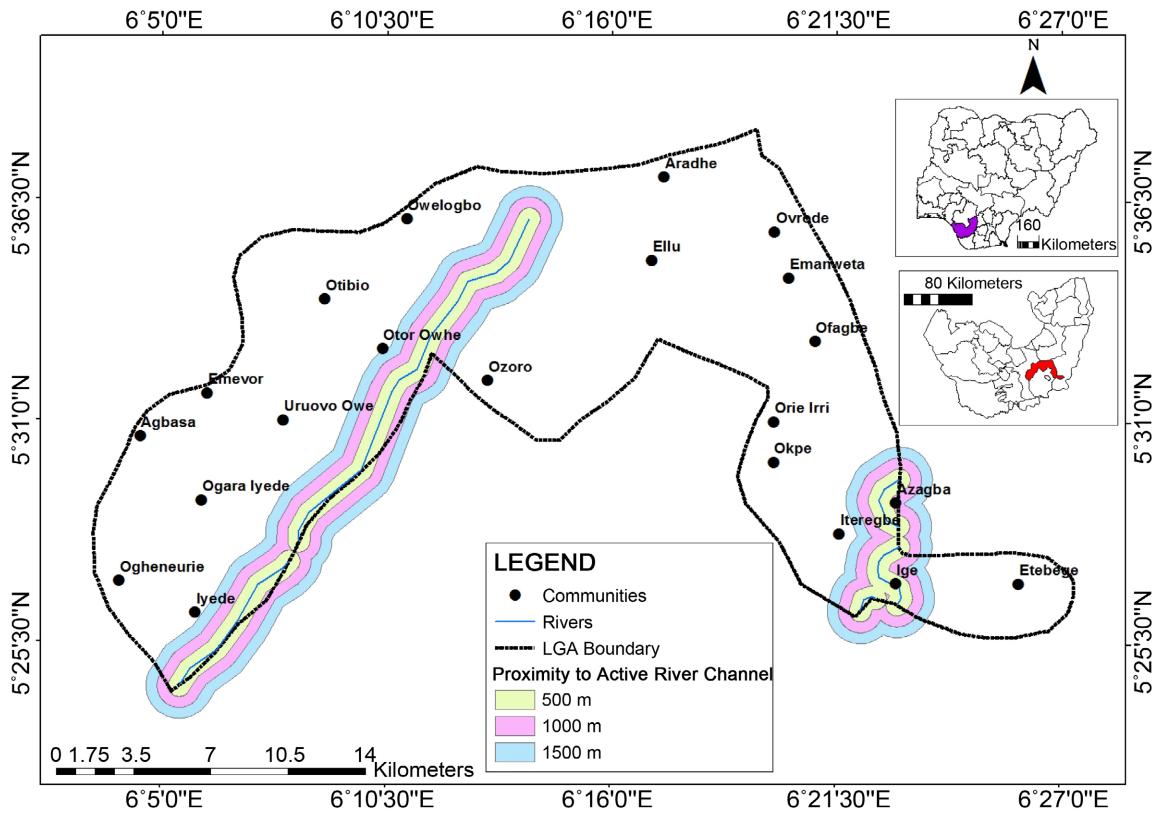 6°5'0"E 6°10'30"E 6°16'0"E 6°21'30"E 6°27'0"E
N
5°36'30"N
5°36'30"N
5°31'0"N
5°31'0"N
5°25'30"N
5°25'30"N
160
Kilometers
80 Kilometers
Aradhe
Owelogbo
Ovrode
Ellu
Emanweta
Otibio
Otor Owhe
Ofagbe
Ozoro
Emevor
Uruovo Owe
Orie Irri
Agbasa
Okpe
Ogara Iyede
Azagba
Iteregbe
Ogheneurie
Ige
Etebege
Iyede
LEGEND
Communities
Rivers
LGA Boundary
Proximity to Active River Channel
500 m
1000 m
1500 m
0 1.75 3.5 7 10.5 14
Kilometers
6°5'0"E 6°10'30"E 6°16'0"E 6°21'30"E 6°27'0"E